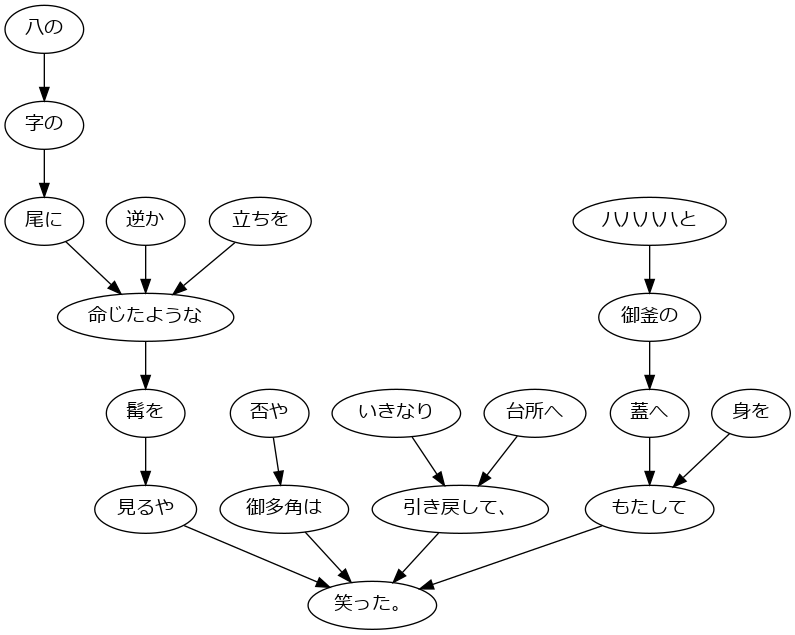 八の
字の
尾に
逆か
立ちを
ハハハハと
命じたような
御釜の
髯を
否や
いきなり
台所へ
蓋へ
身を
見るや
御多角は
引き戻して、
もたして
笑った。